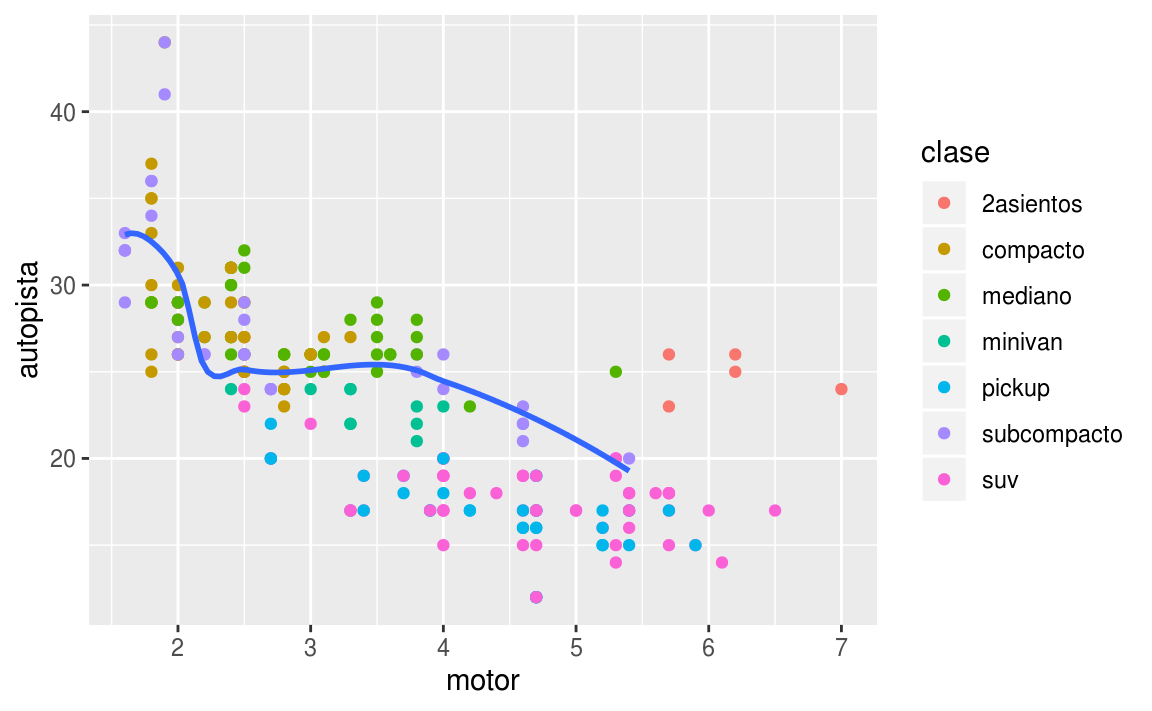 40
30
20
autopista
2 3 4 5 6 7
motor
clase
2asientos
compacto
mediano
minivan
pickup
subcompacto
suv